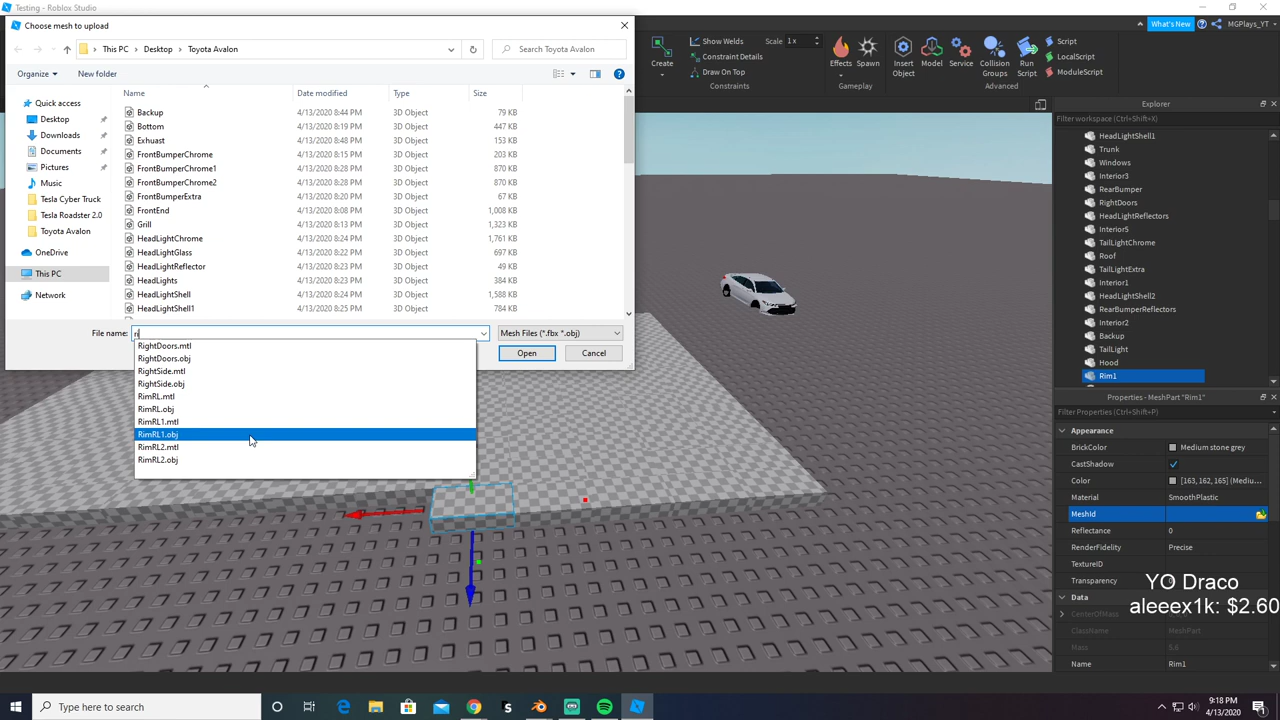 Testing - Roblox Studio
Choose mesh to upload
This PC > Desktop > Toyota Avalon
Search Toyota Avalon
Organize
New folder
Name
Date modified
Type
Size
Quick access
Desktop
Downloads
Documents
Pictures
Music
Tesla Cyber Truck
Tesla Roadster 2.0
Toyota Avalon
OneDrive
This PC
Network
Backup 4/13/2020 8:44 PM 3D Object 79 KB
Bottom 4/13/2020 8:19 PM 3D Object 447 KB
Exhuast 4/13/2020 8:48 PM 3D Object 153 KB
FrontBumperChrome 4/13/2020 8:15 PM 3D Object 203 KB
FrontBumperChrome1 4/13/2020 8:28 PM 3D Object 870 KB
FrontBumperChrome2 4/13/2020 8:28 PM 3D Object 870 KB
FrontBumperExtra 4/13/2020 8:28 PM 3D Object 67 KB
FrontEnd 4/13/2020 8:08 PM 3D Object 1,008 KB
Grill 4/13/2020 8:13 PM 3D Object 1,323 KB
HeadLightChrome 4/13/2020 8:24 PM 3D Object 1,761 KB
HeadLightGlass 4/13/2020 8:22 PM 3D Object 697 KB
HeadLightReflector 4/13/2020 8:23 PM 3D Object 49 KB
HeadLights 4/13/2020 8:23 PM 3D Object 384 KB
HeadLightShell 4/13/2020 8:24 PM 3D Object 1,588 KB
HeadLightShell1 4/13/2020 8:25 PM 3D Object 784 KB
File name:
ri
Mesh Files (*.fbx *.obj)
Open
Cancel
RightDoors.mtl
RightDoors.obj
RightSide.mtl
RightSide.obj
RimRL.mtl
RimRL.obj
RimRL1.mtl
RimRL1.obj
RimRL2.mtl
RimRL2.obj
What's New
MGPlays_YT
Create
Show Welds
Scale 1 x
Constraint Details
Draw On Top
Constraints
Effects
Spawn
Gameplay
Insert Object
Model
Service
Collision Groups
Run Script
Script
LocalScript
ModuleScript
Advanced
Explorer
Filter workspace (Ctrl+Shift+X)
HeadLightShell1
Trunk
Windows
Interior3
RearBumper
RightDoors
HeadLightReflectors
Interior5
TailLightChrome
Roof
TailLightExtra
Interior1
HeadLightShell2
RearBumperReflectors
Interior2
Backup
TailLight
Hood
Rim1
Properties - MeshPart "Rim1"
Filter Properties (Ctrl+Shift+P)
Appearance
BrickColor Medium stone grey
CastShadow
Color [163, 162, 165] (Mediu...
Material SmoothPlastic
MeshId
Reflectance 0
RenderFidelity Precise
TextureID
Transparency
Data
CenterOfMass
ClassName MeshPart
Mass 5.6
Name Rim1
YO Draco
aleeex1k: $2.60
Type here to search
9:18 PM
4/13/2020